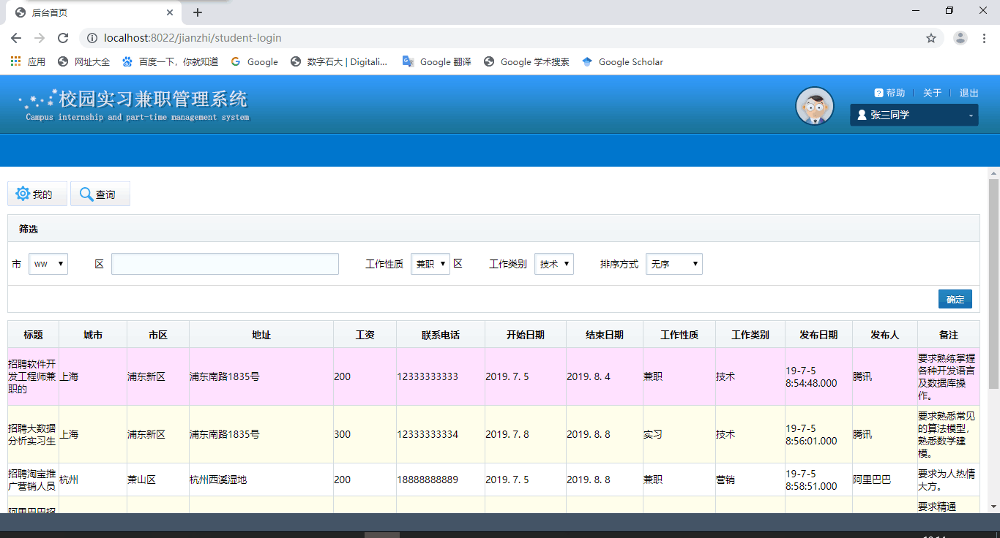 后台首页
localhost:8022/jianzhi/student-login
应用 网址大全 百度一下，你就知道 Google 数字石大 | Digitali... Google 翻译 Google 学术搜索 Google Scholar
校园实习兼职管理系统
Campus internship and part-time management system
帮助 关于 退出
张三同学
我的 查询
筛选
市 ww 区 工作性质 兼职 区 工作类别 技术 排序方式 无序
确定
标题 城市 市区 地址 工资 联系电话 开始日期 结束日期 工作性质 工作类别 发布日期 发布人 备注
招聘软件开发工程师兼职的 上海 浦东新区 浦东南路1835号 200 12333333333 2019.7.5 2019.8.4 兼职 技术 19-7-5 8:54:48.000 腾讯 要求熟练掌握各种开发语言及数据库操作。
招聘大数据分析实习生 上海 浦东新区 浦东南路1835号 300 12333333334 2019.7.8 2019.8.8 实习 技术 19-7-5 8:56:01.000 腾讯 要求熟悉常见的算法模型，熟悉数学建模。
招聘淘宝推广营销人员 杭州 萧山区 杭州西溪湿地 200 18888888889 2019.7.5 2019.8.8 兼职 营销 19-7-5 8:58:51.000 阿里巴巴 要求为人热情大方。
阿里巴巴招 要求精通